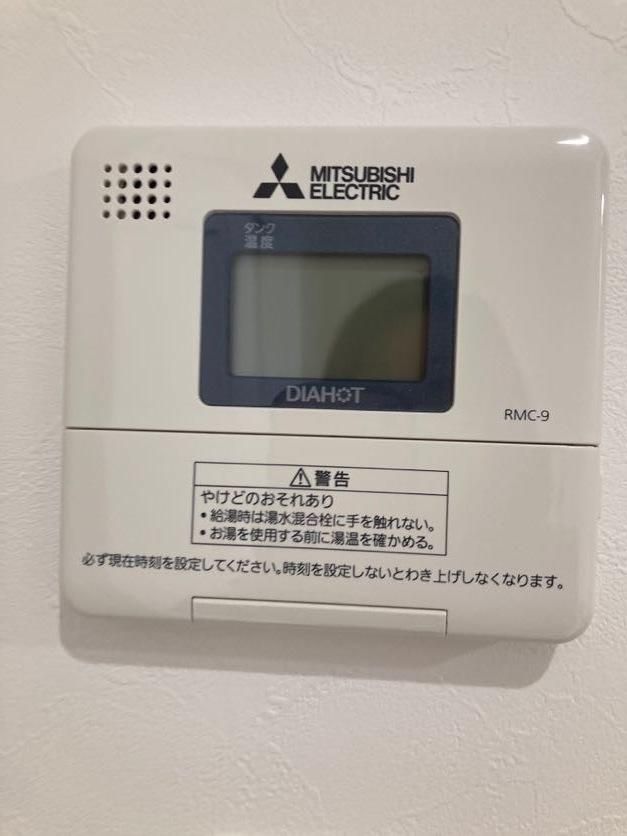 MITSUBISHI
ELECTRIC
タンク
温度
DIAHOT
RMC-9
⚠警告
やけどのおそれあり
•給湯時は湯水混合栓に手を触れない。
•お湯を使用する前に湯温を確かめる。
必ず現在時刻を設定してください。時刻を設定しないとわき上げしなくなります。